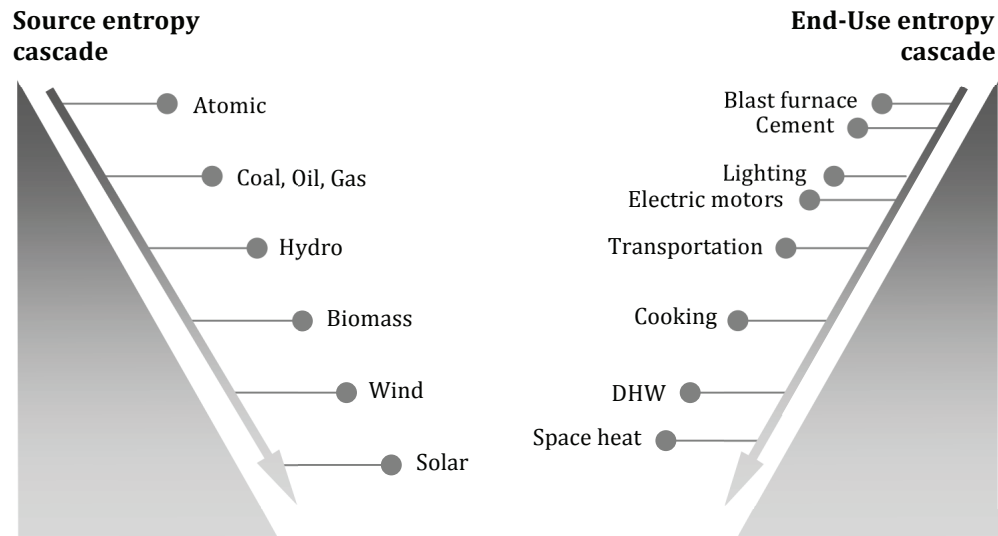 Source entropy
cascade
Atomic
Coal, Oil, Gas
Hydro
Biomass
Wind
Solar
End-Use entropy
cascade
Blast furnace
Cement
Lighting
Electric motors
Transportation
Cooking
DHW
Space heat